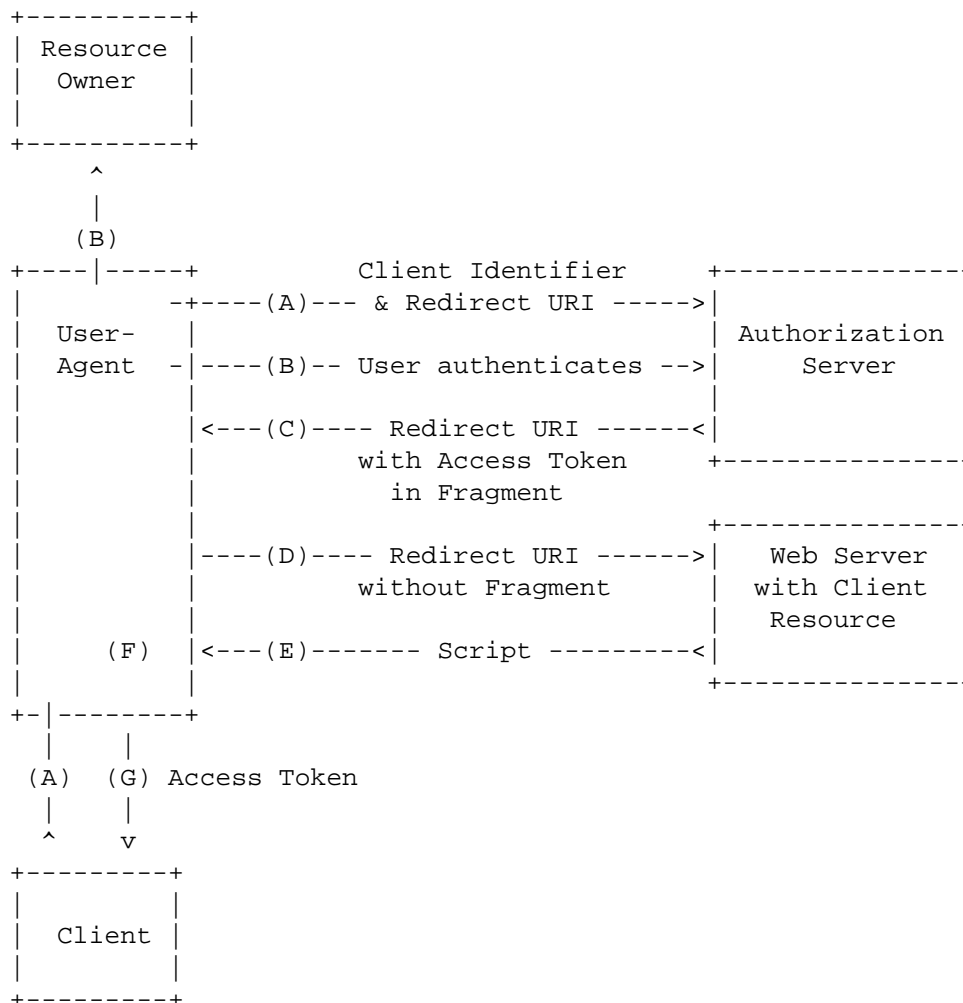 +----------+
| Resource |
|  Owner   |
|          |
+----------+
     ^
     |
    (B)
+----|-----+          Client Identifier     +---------------
|         -+----(A)--- & Redirect URI ----->|
|  User-   |                                | Authorization
|  Agent  -|----(B)-- User authenticates -->|     Server
|          |                                |
|          |<---(C)---- Redirect URI ------<|
|          |          with Access Token     +---------------
|          |            in Fragment
|          |                                +---------------
|          |----(D)---- Redirect URI ------>|   Web Server
|          |          without Fragment      |  with Client
|          |                                |   Resource
|     (F)  |<---(E)------- Script ---------<|
|          |                                +---------------
+-|--------+
  |    |
 (A)  (G) Access Token
  |    |
  ^    v
+---------+
|         |
|  Client |
|         |
+---------+